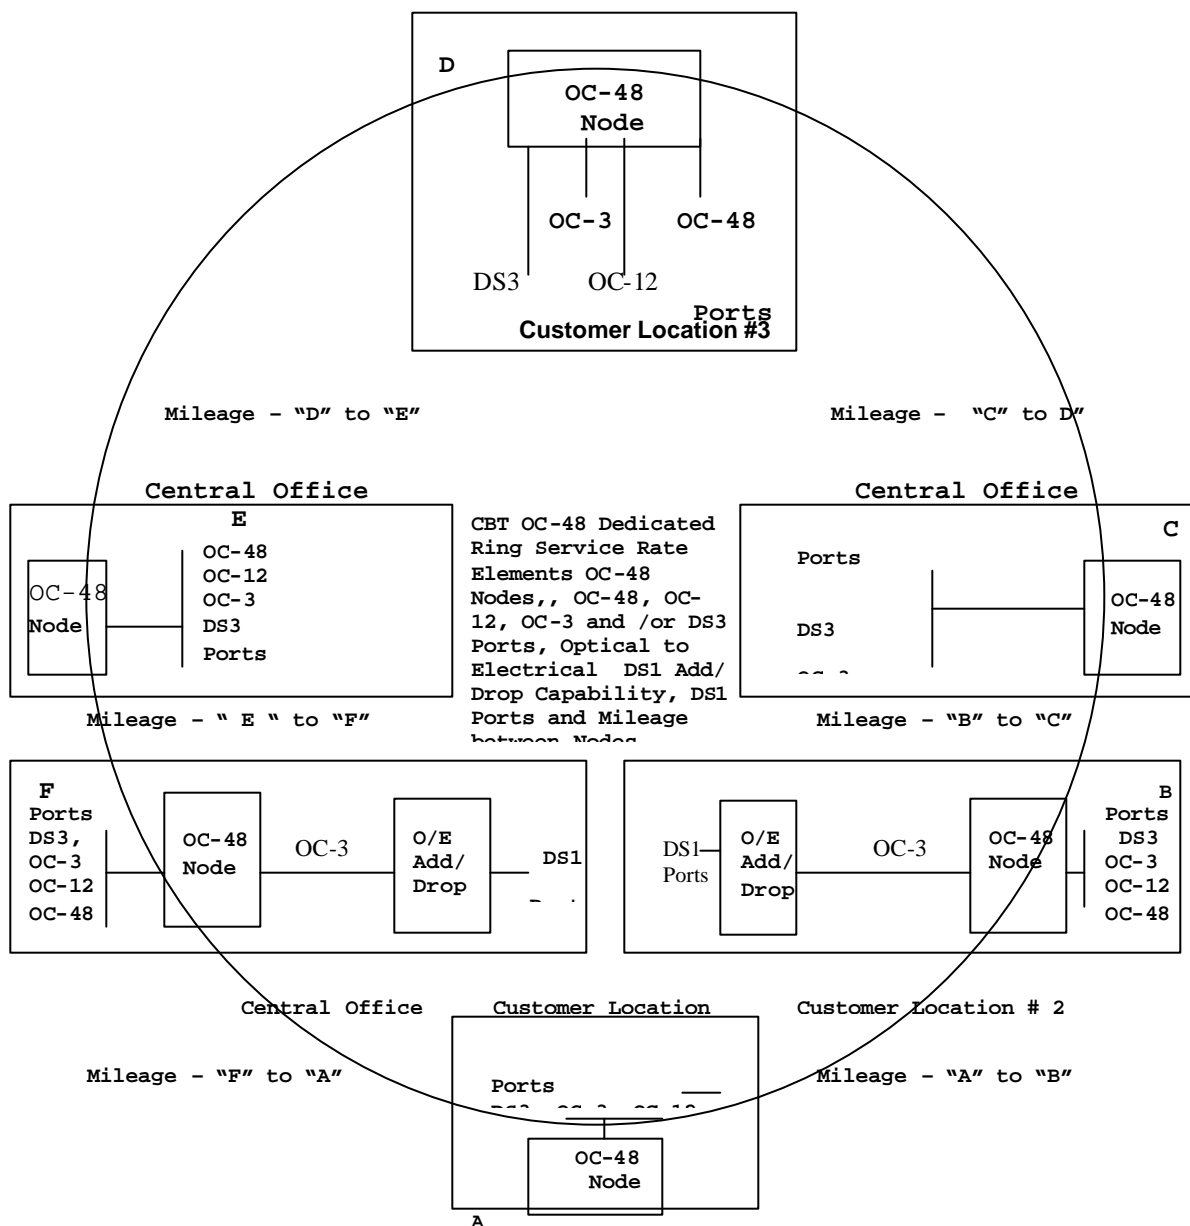 D
OC-48
Node
OC-3
OC-48
DS3
OC-12
Ports
Customer Location #3
Mileage – “D” to “E”
Mileage – “C” to D”
Central Office
E
OC-48
OC-12
OC-3
DS3
Ports
OC-48
Node
CBT OC-48 Dedicated
Ring Service Rate
Elements OC-48
Nodes,, OC-48, OC-
12, OC-3 and /or DS3
Ports, Optical to
Electrical DS1 Add/
Drop Capability, DS1
Ports and Mileage
between Nodes
Central Office
C
Ports
DS3
OC-48
Node
Mileage – “ E “ to “F”
Mileage – “B” to “C”
F
Ports
DS3,
OC-3
OC-12
OC-48
OC-48
Node
OC-3
O/E
Add/
Drop
DS1
DS1
Ports
O/E
Add/
Drop
OC-3
OC-48
Node
B
Ports
DS3
OC-3
OC-12
OC-48
Central Office
Customer Location
Customer Location # 2
Mileage – “F” to “A”
Mileage – “A” to “B”
Ports
OC-48
Node
A